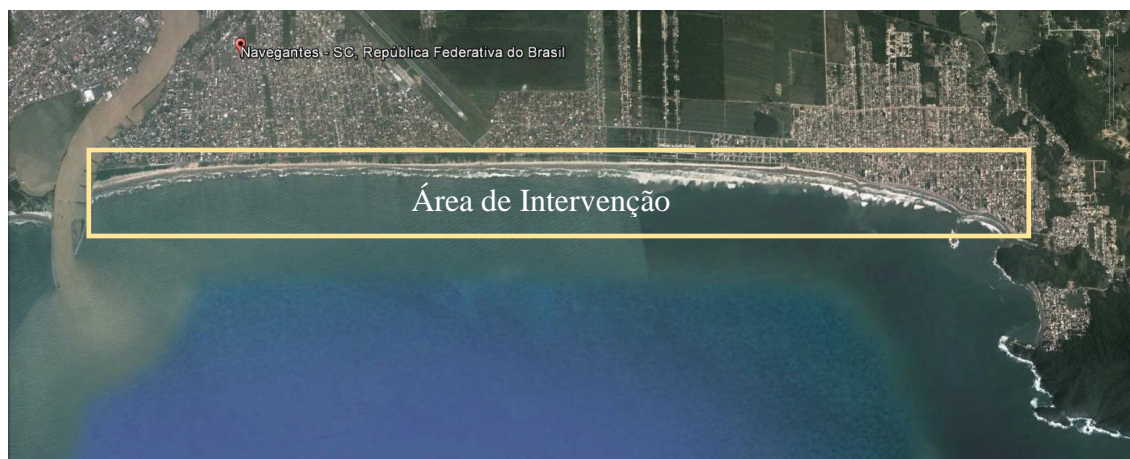 Navegantes - SC, República Federativa do Brasil
Área de Intervenção